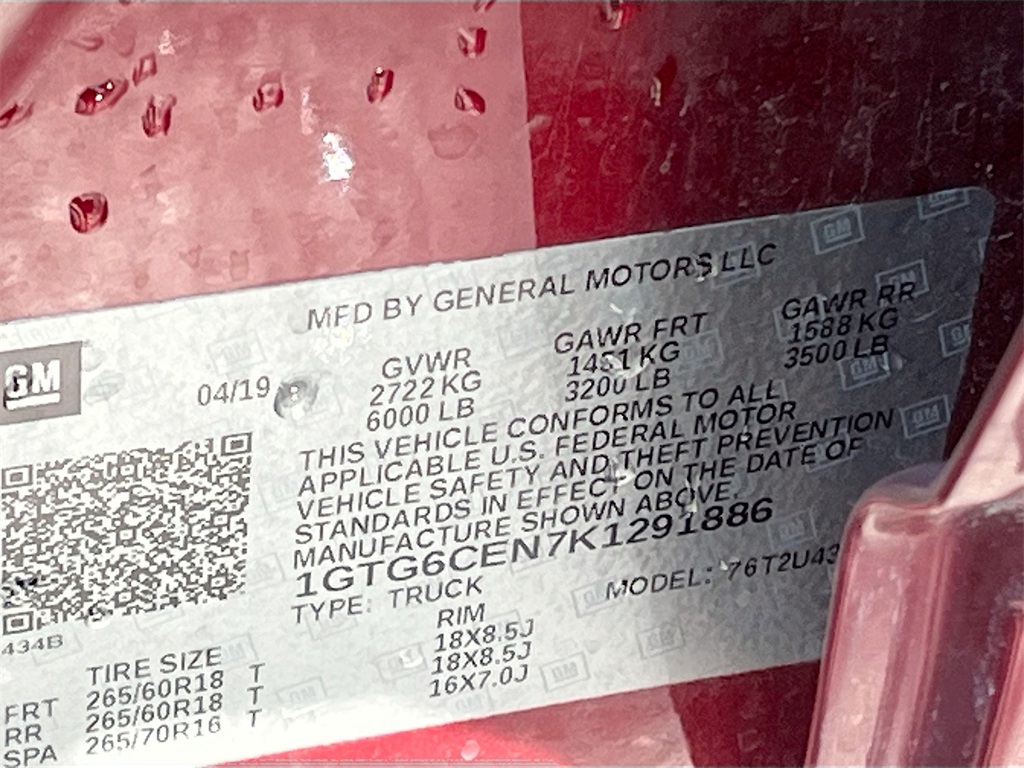 MFD BY GENERAL MOTORS LLC
GM
04/19
GVWR
2722 KG
6000 LB
GAWR FRT
1451 KG
3200 LB
GAWR RR
1588 KG
3500 LB
THIS VEHICLE CONFORMS TO ALL
APPLICABLE U.S. FEDERAL MOTOR
VEHICLE SAFETY AND THEFT PREVENTION
STANDARDS IN EFFECT ON THE DATE OF
MANUFACTURE SHOWN ABOVE.
1GTG6CEN7K1291886
TYPE: TRUCK
MODEL: 76T2U43
434B
TIRE SIZE
RIM
FRT 265/60R18 T 18X8.5J
RR 265/60R18 T 18X8.5J
SPA 265/70R16 T 16X7.0J